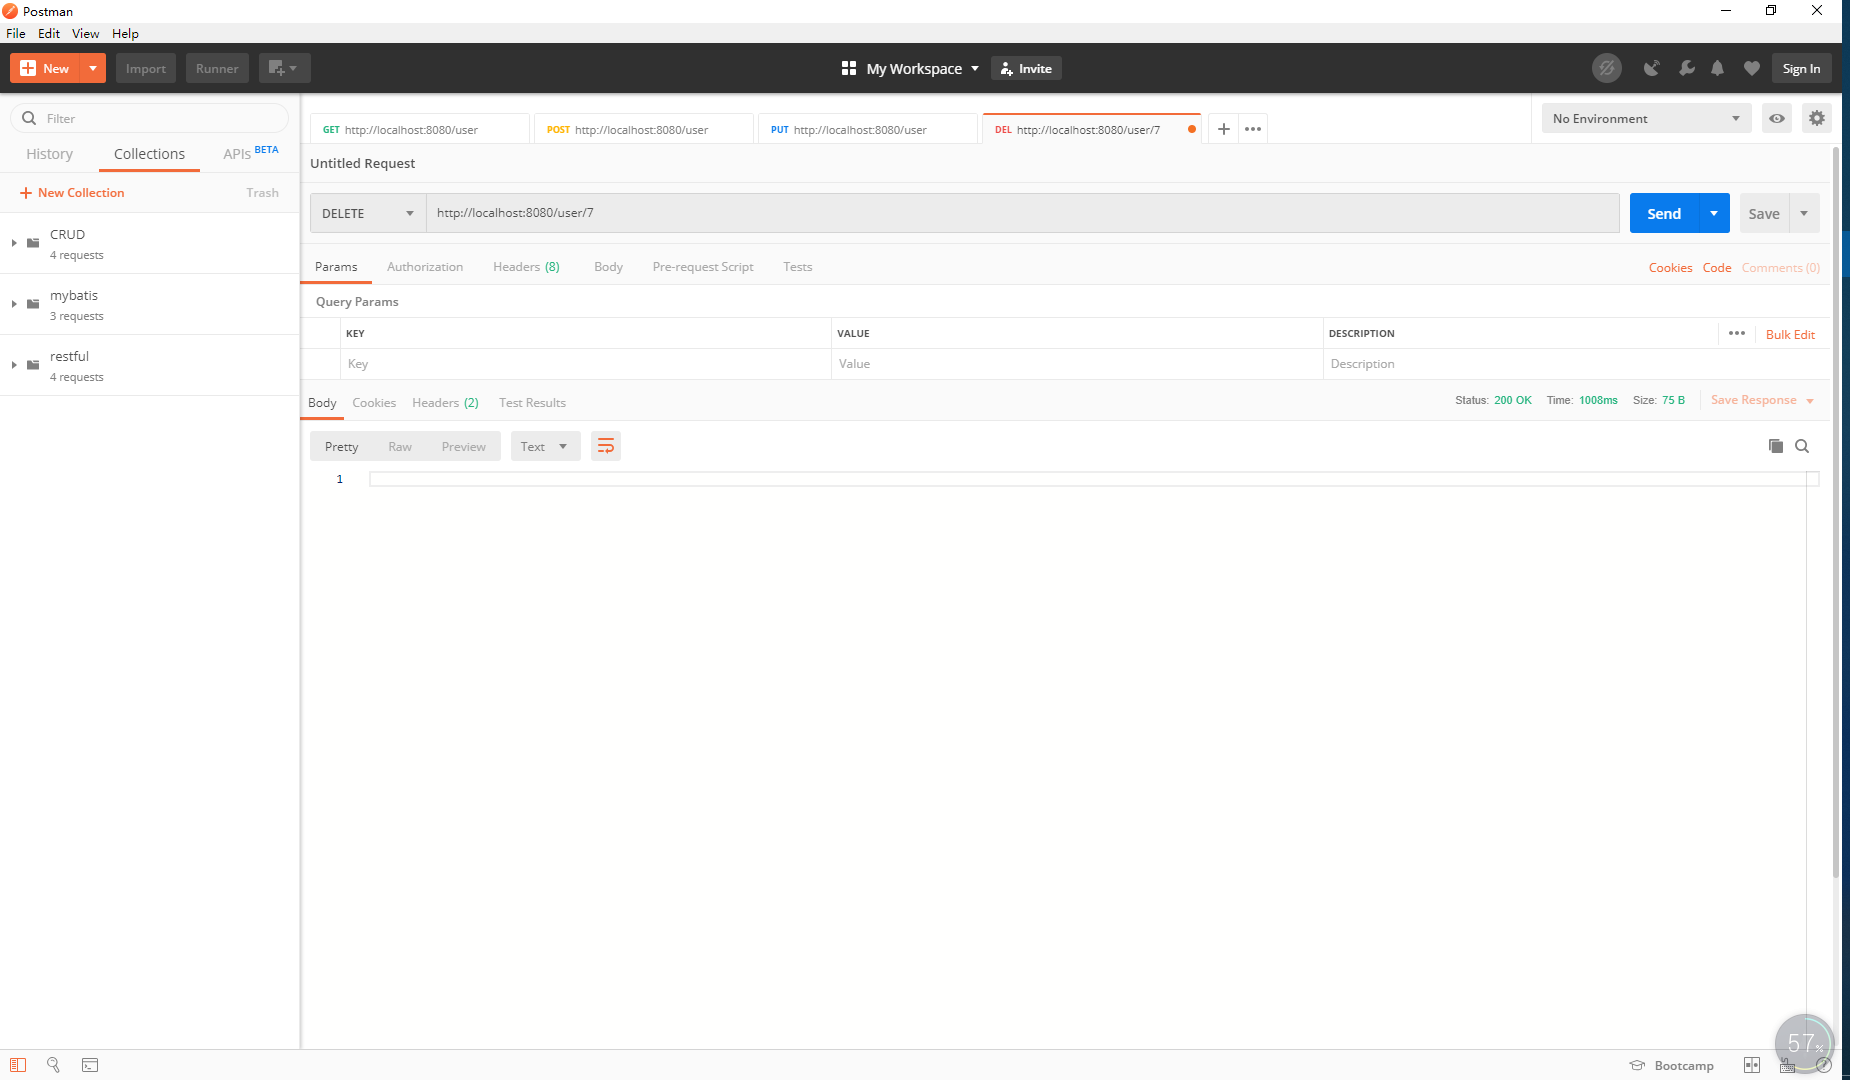 Postman
File Edit View Help
New Import Runner My Workspace Invite Sign In
Filter
History Collections APIs BETA
New Collection Trash
CRUD
4 requests
mybatis
3 requests
restful
4 requests
GET http://localhost:8080/user POST http://localhost:8080/user PUT http://localhost:8080/user DEL http://localhost:8080/user/7 No Environment
Untitled Request
DELETE http://localhost:8080/user/7 Send Save
Params Authorization Headers (8) Body Pre-request Script Tests Cookies Code Comments (0)
Query Params
KEY VALUE DESCRIPTION Bulk Edit
Key Value Description
Body Cookies Headers (2) Test Results Status: 200 OK Time: 1008ms Size: 75 B Save Response
Pretty Raw Preview Text
1
57%
Bootcamp